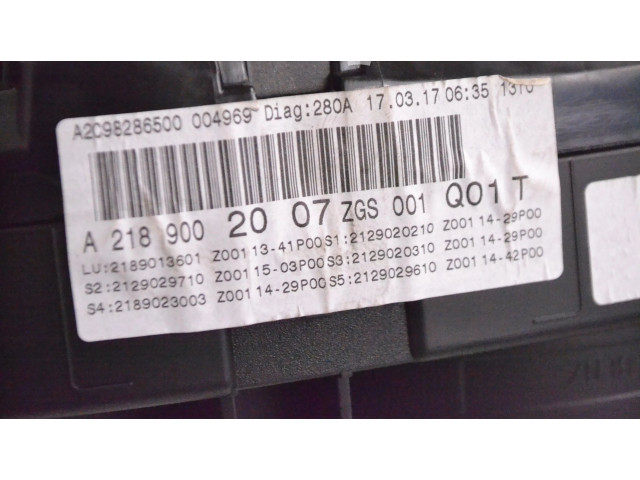 A2C98286500 004969 Diag:280A 17.03.17 06:35 1310
A 218 900 20 07 ZGS 001 Q01 T
LU:2189013601 Z001 13-41P00 S1:2129020210 Z001 14-29P00
S2:2129029710 Z001 15-03P00 S3:2129020310 Z001 14-29P00
S4:2189023003 Z001 14-29P00 S5:2129029610 Z001 14-42P00